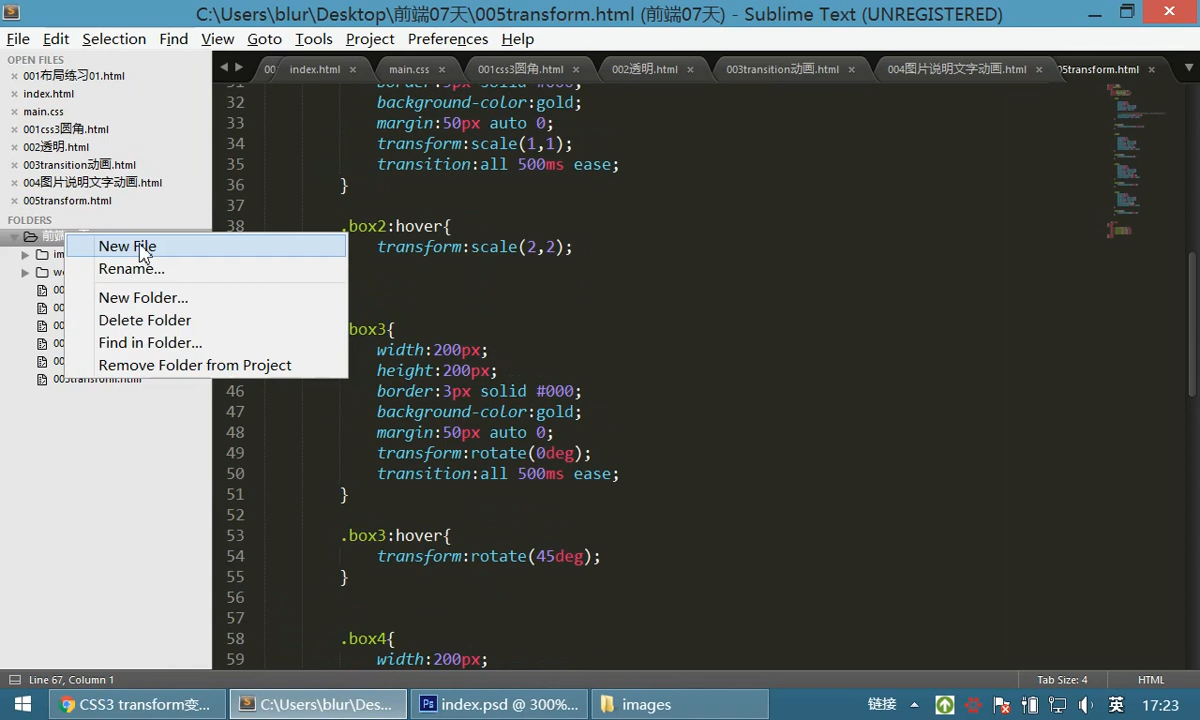 C:\Users\blur\Desktop\前端07天\005transform.html (前端07天) - Sublime Text (UNREGISTERED)
File Edit Selection Find View Goto Tools Project Preferences Help
OPEN FILES
001布局练习01.html
index.html
main.css
001css3圆角.html
002透明.html
003transition动画.html
004图片说明文字动画.html
005transform.html
FOLDERS
New File
Rename...
New Folder...
Delete Folder
Find in Folder...
Remove Folder from Project
005transform.html
index.html
main.css
001css3圆角.html
002透明.html
003transition动画.html
004图片说明文字动画.html
05transform.html
31 border:3px solid #000;
32 background-color:gold;
33 margin:50px auto 0;
34 transform:scale(1,1);
35 transition:all 500ms ease;
36 }
37
38 .box2:hover{
transform:scale(2,2);
box3{
width:200px;
height:200px;
46 border:3px solid #000;
47 background-color:gold;
48 margin:50px auto 0;
49 transform:rotate(0deg);
50 transition:all 500ms ease;
51 }
52
53 .box3:hover{
54 transform:rotate(45deg);
55 }
56
57
58 .box4{
59 width:200px;
Line 67, Column 1
Tab Size: 4
HTML
CSS3 transform变...
C:\Users\blur\Des...
index.psd @ 300%...
images
链接
英
17:23